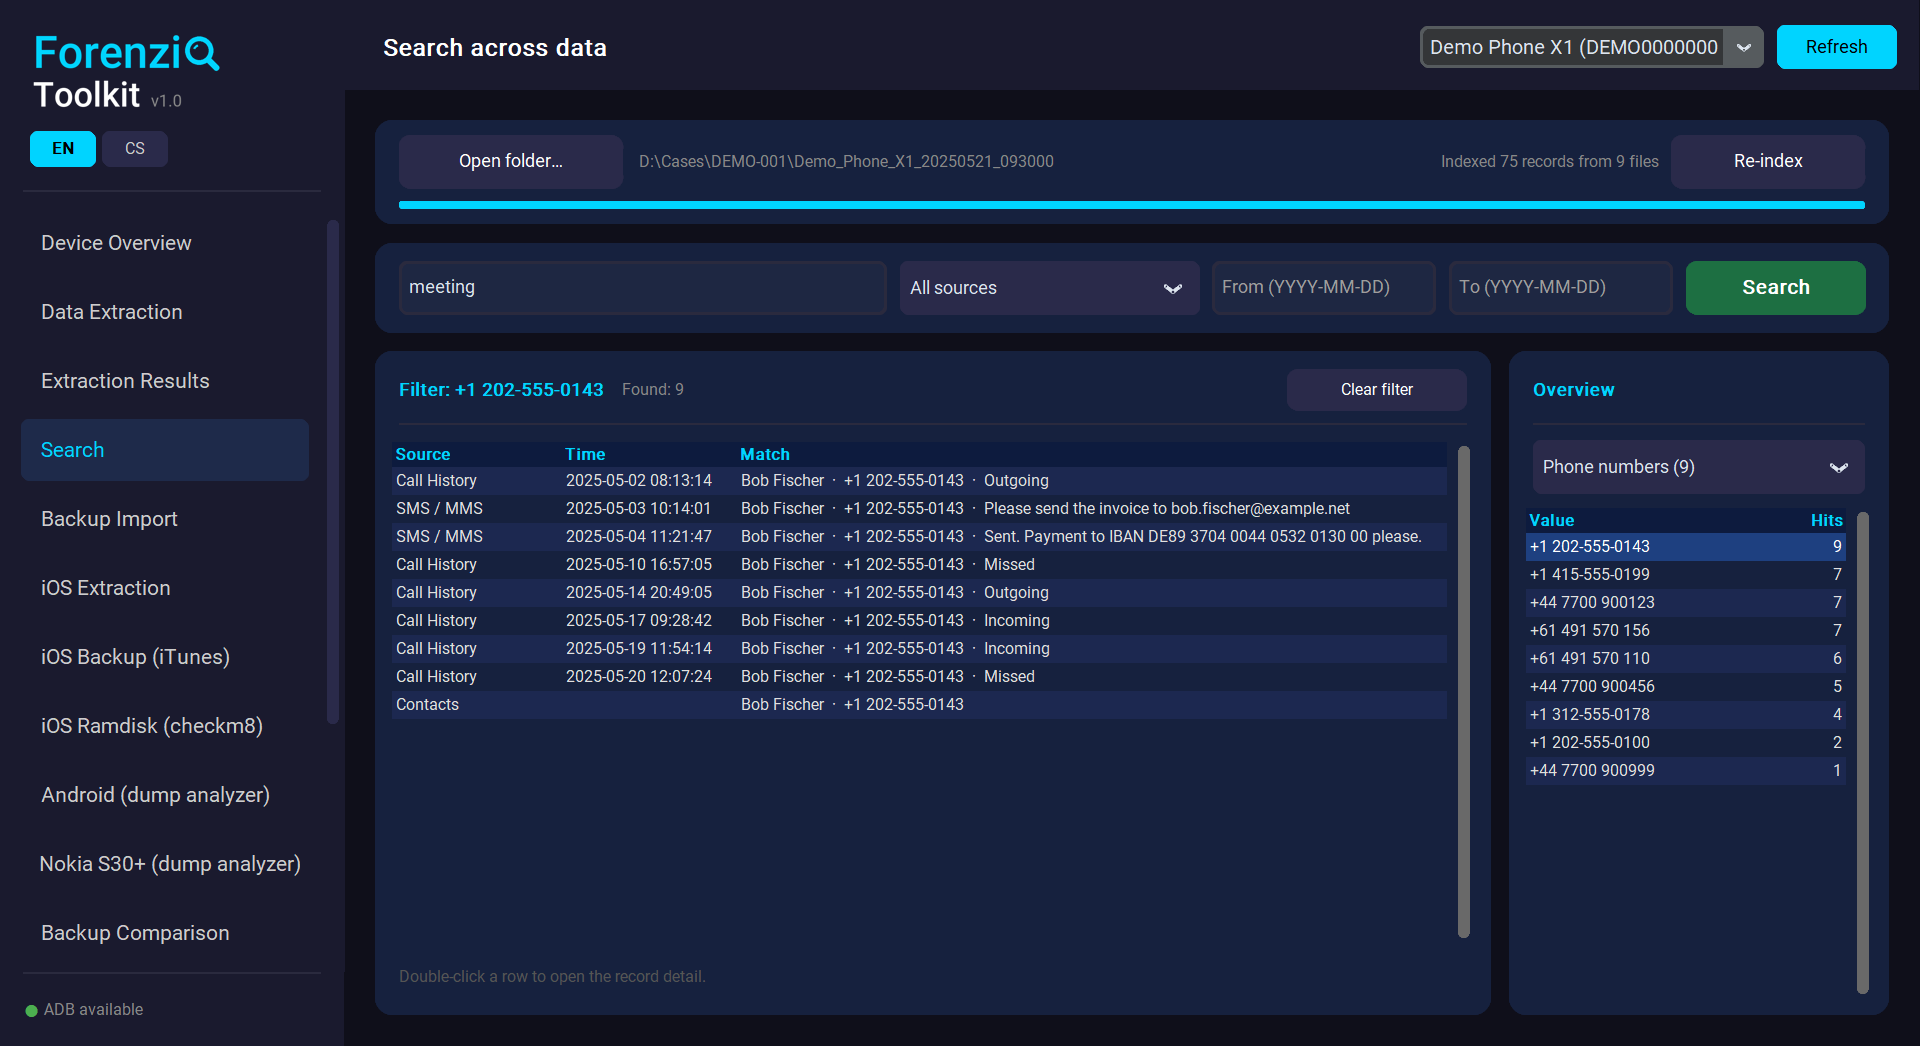 Forenzi
Toolkit v1.0
EN CS
Search across data
Demo Phone X1 (DEMO0000000
Refresh
Device Overview
Data Extraction
Extraction Results
Search
Backup Import
iOS Extraction
iOS Backup (iTunes)
iOS Ramdisk (checkm8)
Android (dump analyzer)
Nokia S30+ (dump analyzer)
Backup Comparison
ADB available
Open folder... D:\Cases\DEMO-001\Demo_Phone_X1_20250521_093000 Indexed 75 records from 9 files Re-index
meeting All sources From (YYYY-MM-DD) To (YYYY-MM-DD) Search
Filter: +1 202-555-0143 Found: 9 Clear filter
Source Time Match
Call History 2025-05-02 08:13:14 Bob Fischer · +1 202-555-0143 · Outgoing
SMS / MMS 2025-05-03 10:14:01 Bob Fischer · +1 202-555-0143 · Please send the invoice to bob.fischer@example.net
SMS / MMS 2025-05-04 11:21:47 Bob Fischer · +1 202-555-0143 · Sent. Payment to IBAN DE89 3704 0044 0532 0130 00 please.
Call History 2025-05-10 16:57:05 Bob Fischer · +1 202-555-0143 · Missed
Call History 2025-05-14 20:49:05 Bob Fischer · +1 202-555-0143 · Outgoing
Call History 2025-05-17 09:28:42 Bob Fischer · +1 202-555-0143 · Incoming
Call History 2025-05-19 11:54:14 Bob Fischer · +1 202-555-0143 · Incoming
Call History 2025-05-20 12:07:24 Bob Fischer · +1 202-555-0143 · Missed
Contacts Bob Fischer · +1 202-555-0143
Double-click a row to open the record detail.
Overview
Phone numbers (9)
Value Hits
+1 202-555-0143 9
+1 415-555-0199 7
+44 7700 900123 7
+61 491 570 156 7
+61 491 570 110 6
+44 7700 900456 5
+1 312-555-0178 4
+1 202-555-0100 2
+44 7700 900999 1